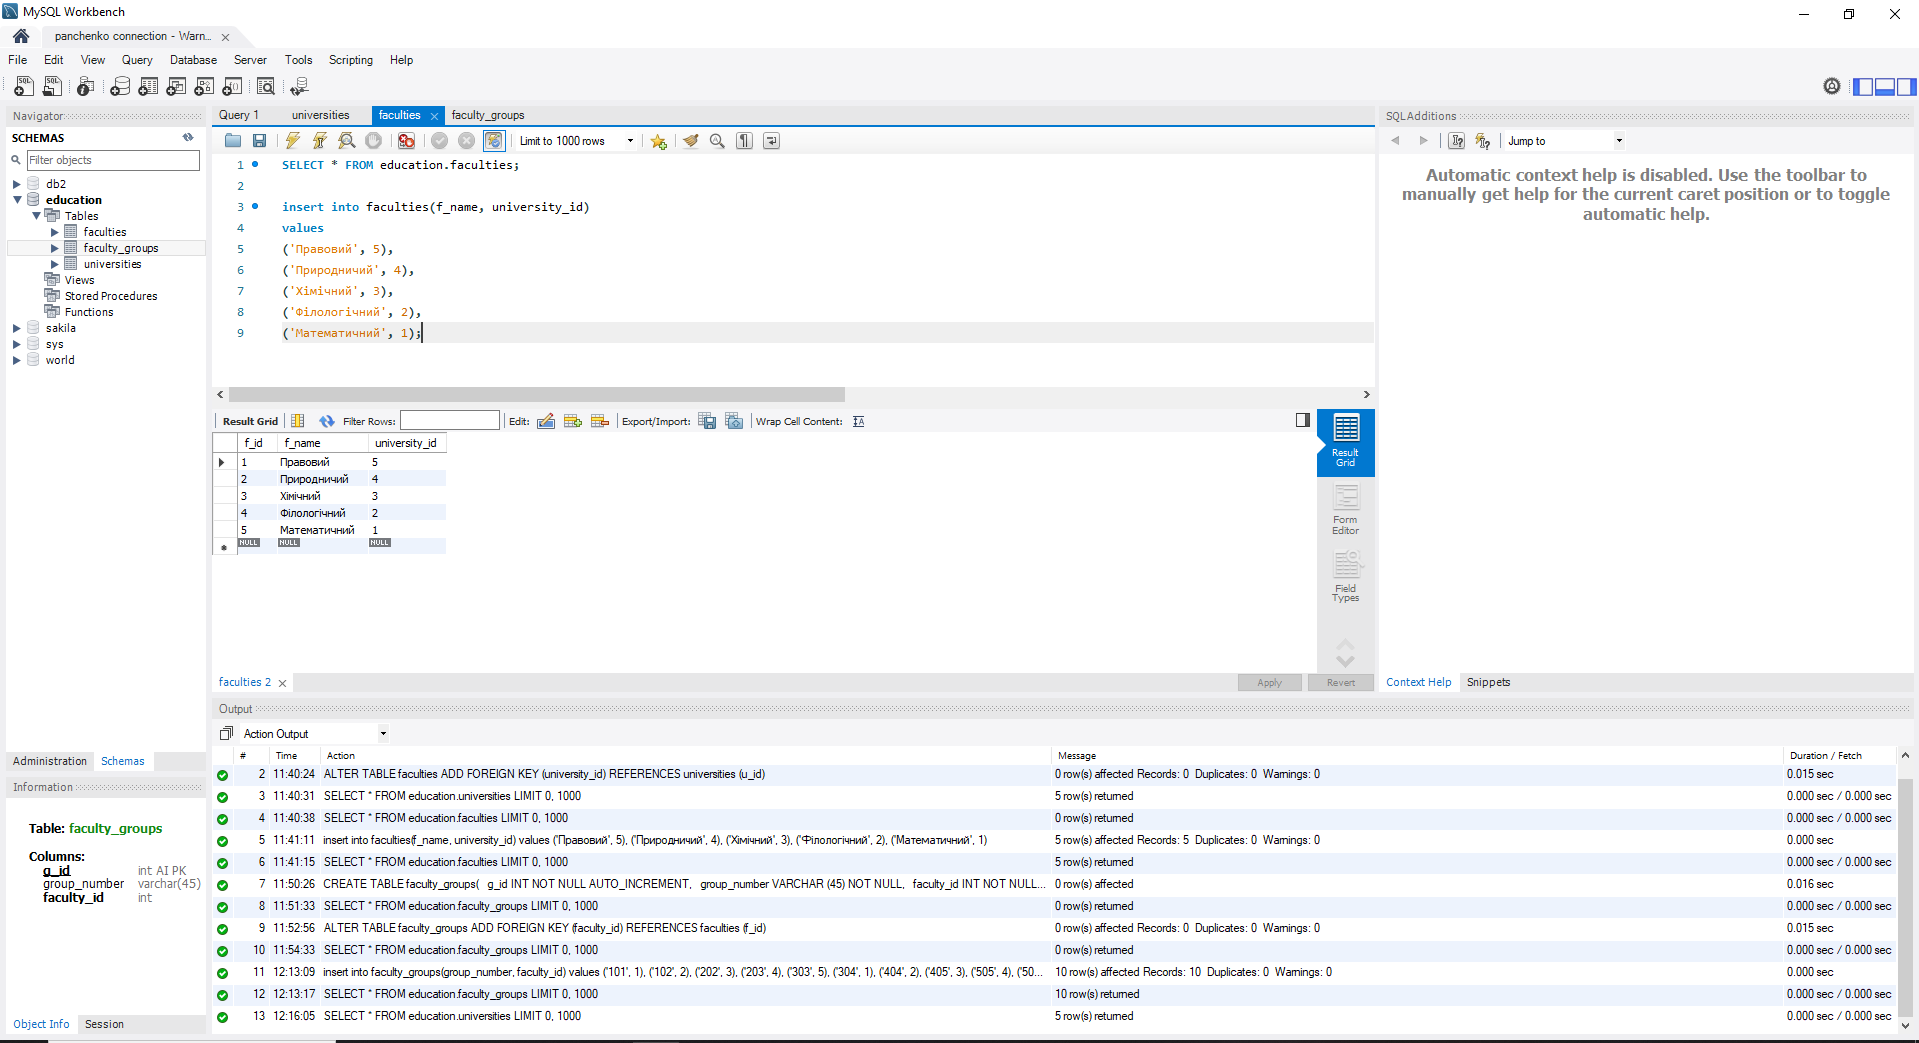 MySQL Workbench
panchenko connection - Warn...
File Edit View Query Database Server Tools Scripting Help
Navigator
SCHEMAS
Filter objects
db2
education
Tables
faculties
faculty_groups
universities
Views
Stored Procedures
Functions
sakila
sys
world
Administration Schemas
Information
Table: faculty_groups
Columns:
g_id int AI PK
group_number varchar(45)
faculty_id int
Object Info Session
Query 1 universities faculties faculty_groups
Limit to 1000 rows
1 SELECT * FROM education.faculties;
2
3 insert into faculties(f_name, university_id)
4 values
5 ('Правовий', 5),
6 ('Природничий', 4),
7 ('Хімічний', 3),
8 ('Філологічний', 2),
9 ('Математичний', 1);
Result Grid Filter Rows: Edit: Export/Import: Wrap Cell Content:
f_id f_name university_id
1 Правовий 5
2 Природничий 4
3 Хімічний 3
4 Філологічний 2
5 Математичний 1
NULL NULL NULL
Result
Grid
Form
Editor
Field
Types
faculties 2
Apply Revert
SQLAdditions
Jump to
Automatic context help is disabled. Use the toolbar to
manually get help for the current caret position or to toggle
automatic help.
Context Help Snippets
Output
Action Output
# Time Action Message Duration / Fetch
2 11:40:24 ALTER TABLE faculties ADD FOREIGN KEY (university_id) REFERENCES universities (u_id) 0 row(s) affected Records: 0 Duplicates: 0 Warnings: 0 0.015 sec
3 11:40:31 SELECT * FROM education.universities LIMIT 0, 1000 5 row(s) returned 0.000 sec / 0.000 sec
4 11:40:38 SELECT * FROM education.faculties LIMIT 0, 1000 0 row(s) returned 0.000 sec / 0.000 sec
5 11:41:11 insert into faculties(f_name, university_id) values ('Правовий', 5), ('Природничий', 4), ('Хімічний', 3), ('Філологічний', 2), ('Математичний', 1) 5 row(s) affected Records: 5 Duplicates: 0 Warnings: 0 0.000 sec
6 11:41:15 SELECT * FROM education.faculties LIMIT 0, 1000 5 row(s) returned 0.000 sec / 0.000 sec
7 11:50:26 CREATE TABLE faculty_groups( g_id INT NOT NULL AUTO_INCREMENT, group_number VARCHAR (45) NOT NULL, faculty_id INT NOT NULL... 0 row(s) affected 0.016 sec
8 11:51:33 SELECT * FROM education.faculty_groups LIMIT 0, 1000 0 row(s) returned 0.000 sec / 0.000 sec
9 11:52:56 ALTER TABLE faculty_groups ADD FOREIGN KEY (faculty_id) REFERENCES faculties (f_id) 0 row(s) affected Records: 0 Duplicates: 0 Warnings: 0 0.015 sec
10 11:54:33 SELECT * FROM education.faculty_groups LIMIT 0, 1000 0 row(s) returned 0.000 sec / 0.000 sec
11 12:13:09 insert into faculty_groups(group_number, faculty_id) values ('101', 1), ('102', 2), ('202', 3), ('203', 4), ('303', 5), ('304', 1), ('404', 2), ('405', 3), ('505', 4), ('50... 10 row(s) affected Records: 10 Duplicates: 0 Warnings: 0 0.000 sec
12 12:13:17 SELECT * FROM education.faculty_groups LIMIT 0, 1000 10 row(s) returned 0.000 sec / 0.000 sec
13 12:16:05 SELECT * FROM education.universities LIMIT 0, 1000 5 row(s) returned 0.000 sec / 0.000 sec